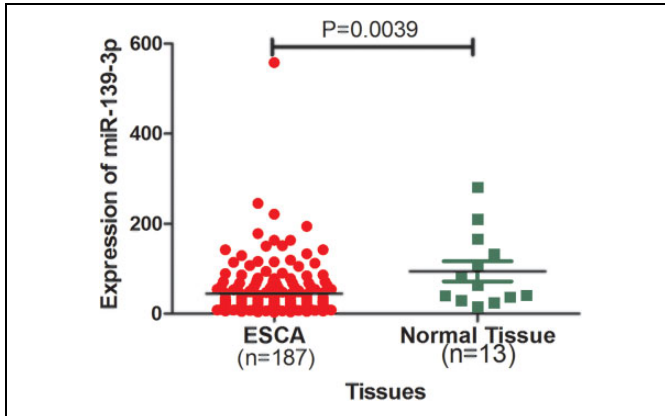 P=0.0039
Expression of miR-139-3p
600
400
200
0
ESCA
(n=187)
Normal Tissue
(n=13)
Tissues